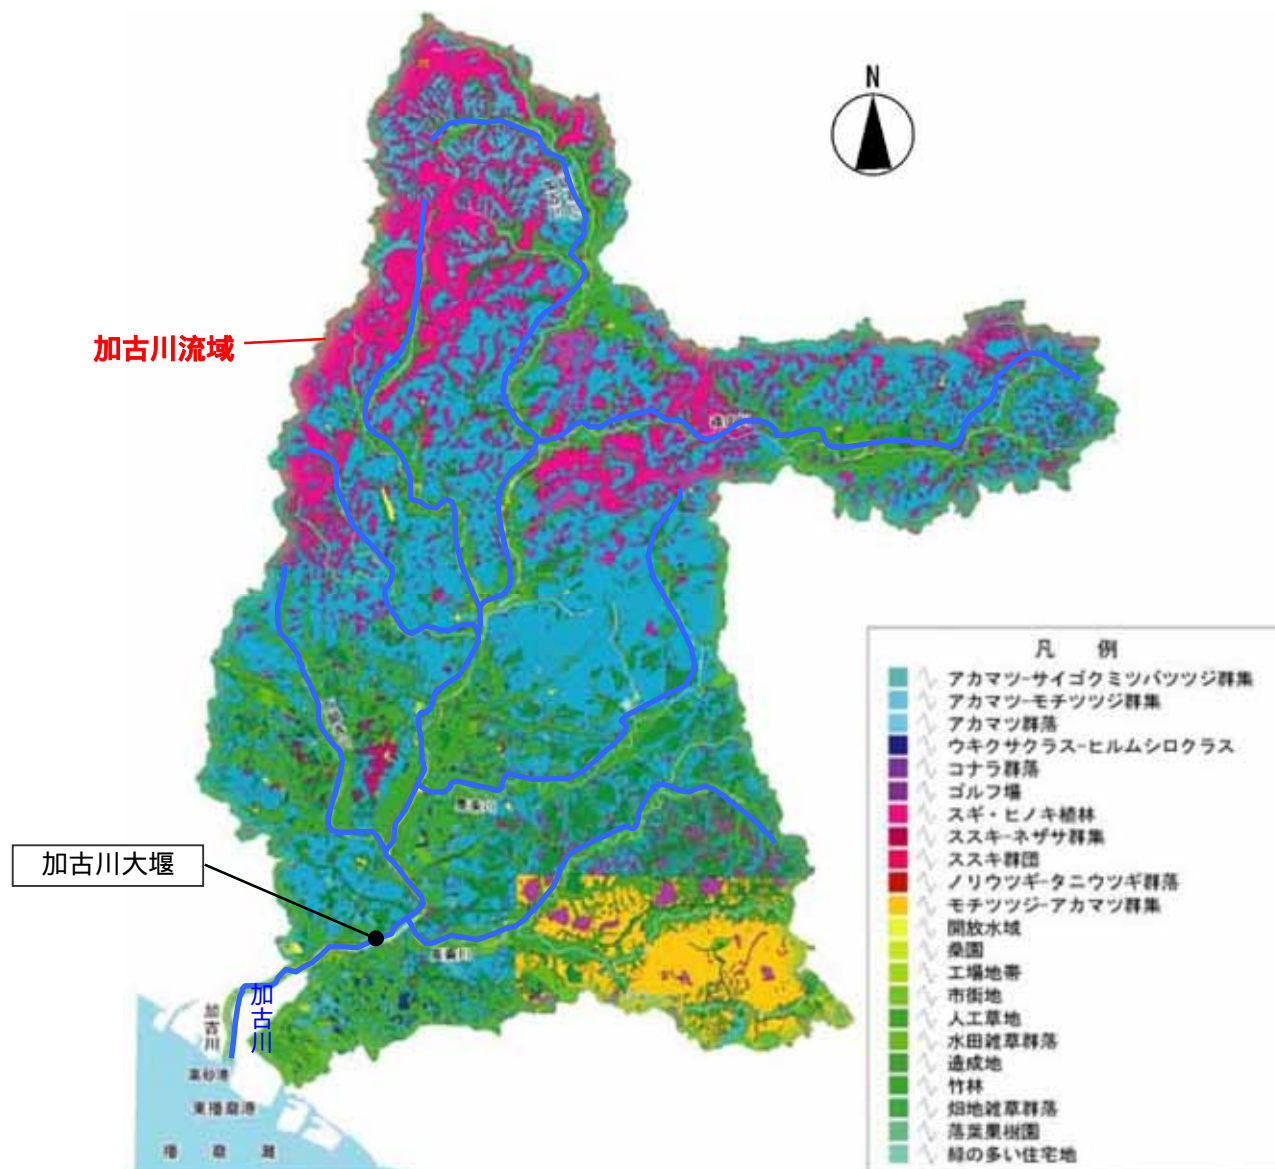 N
加古川流域
加古川大堰
加古川
加古川
高砂港
東播磨港
播磨灘
凡 例
アカマツ-サイゴクミツバツツジ群集
アカマツ-モチツツジ群集
アカマツ群落
ウキクサクラス-ヒルムシロクラス
コナラ群落
ゴルフ場
スギ・ヒノキ植林
ススキ-ネザサ群集
ススキ群団
ノリウツギ-タニウツギ群落
モチツツジ-アカマツ群集
開放水域
桑園
工場地帯
市街地
人工草地
水田雑草群落
造成地
竹林
畑地雑草群落
落葉果樹園
緑の多い住宅地